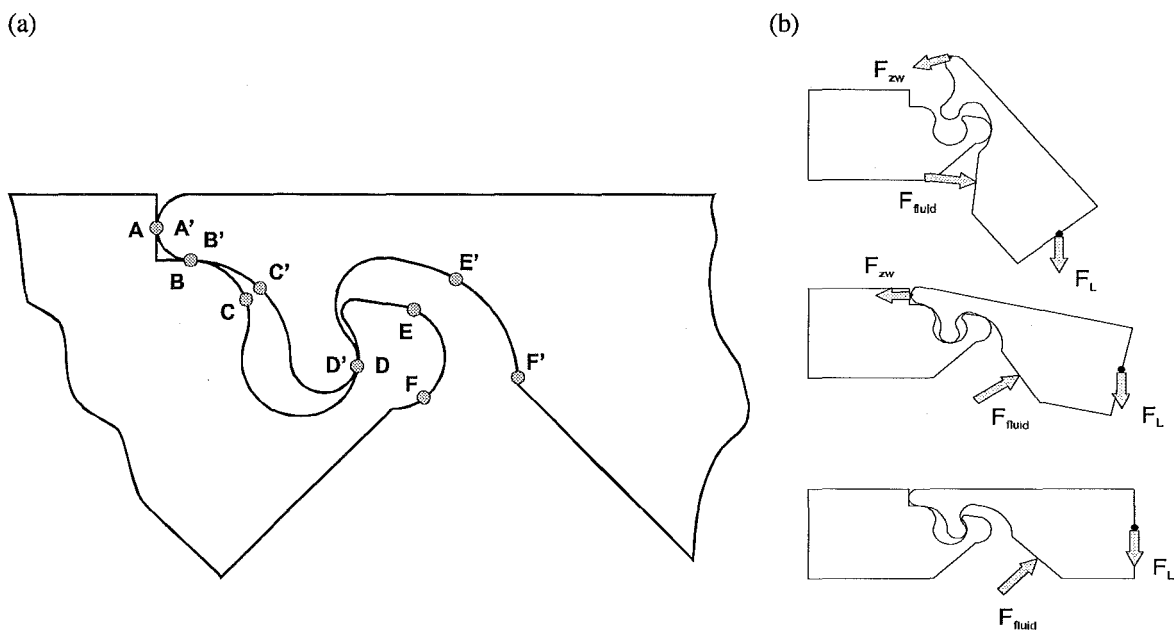 (a)
A
A'
B'
B
C'
C
D'
D
E'
E
F
F'
(b)
F_zw
F_fluid
F_L
F_zw
F_fluid
F_L
F_L
F_fluid